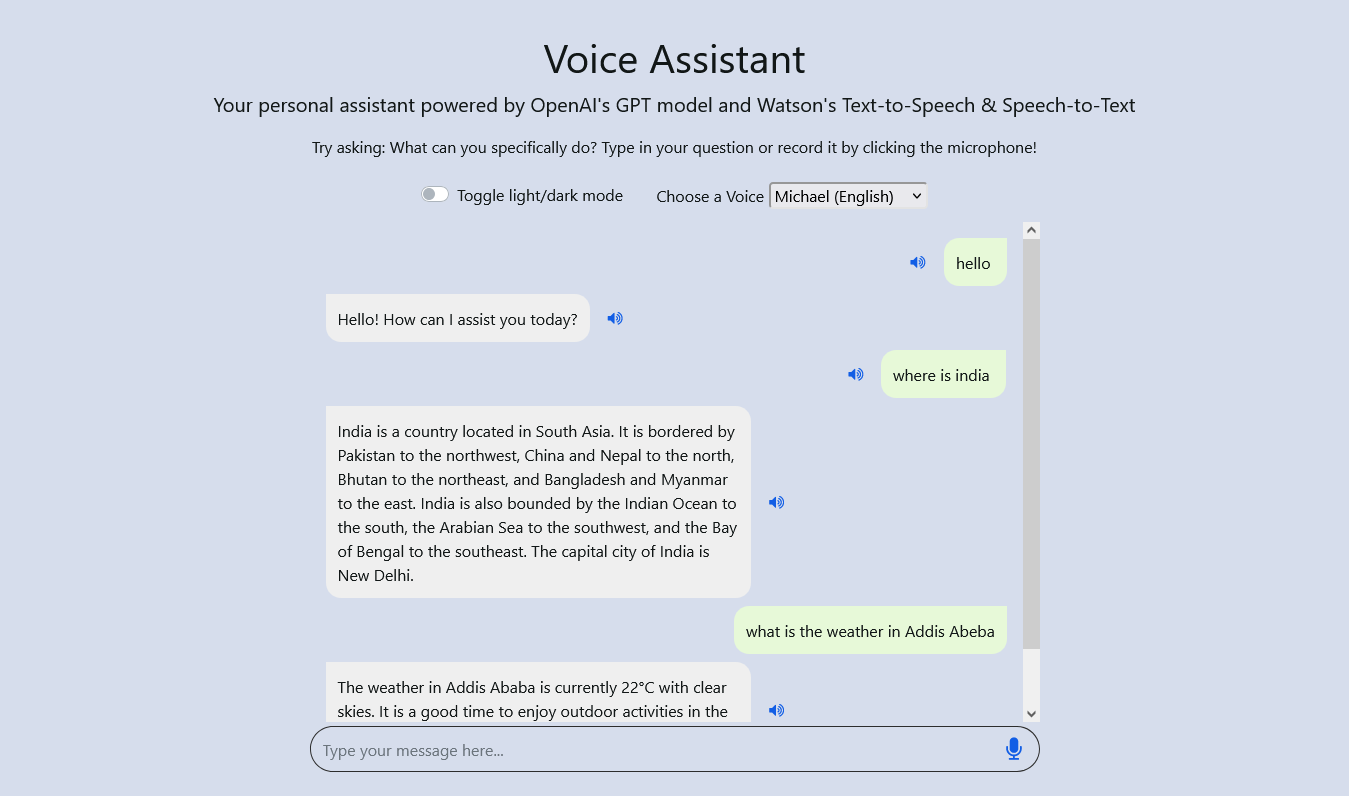 Voice Assistant
Your personal assistant powered by OpenAI's GPT model and Watson's Text-to-Speech & Speech-to-Text
Try asking: What can you specifically do? Type in your question or record it by clicking the microphone!
Toggle light/dark mode
Choose a Voice Michael (English)
hello
Hello! How can I assist you today?
where is india
India is a country located in South Asia. It is bordered by
Pakistan to the northwest, China and Nepal to the north,
Bhutan to the northeast, and Bangladesh and Myanmar
to the east. India is also bounded by the Indian Ocean to
the south, the Arabian Sea to the southwest, and the Bay
of Bengal to the southeast. The capital city of India is
New Delhi.
what is the weather in Addis Abeba
The weather in Addis Ababa is currently 22°C with clear
skies. It is a good time to enjoy outdoor activities in the
Type your message here...